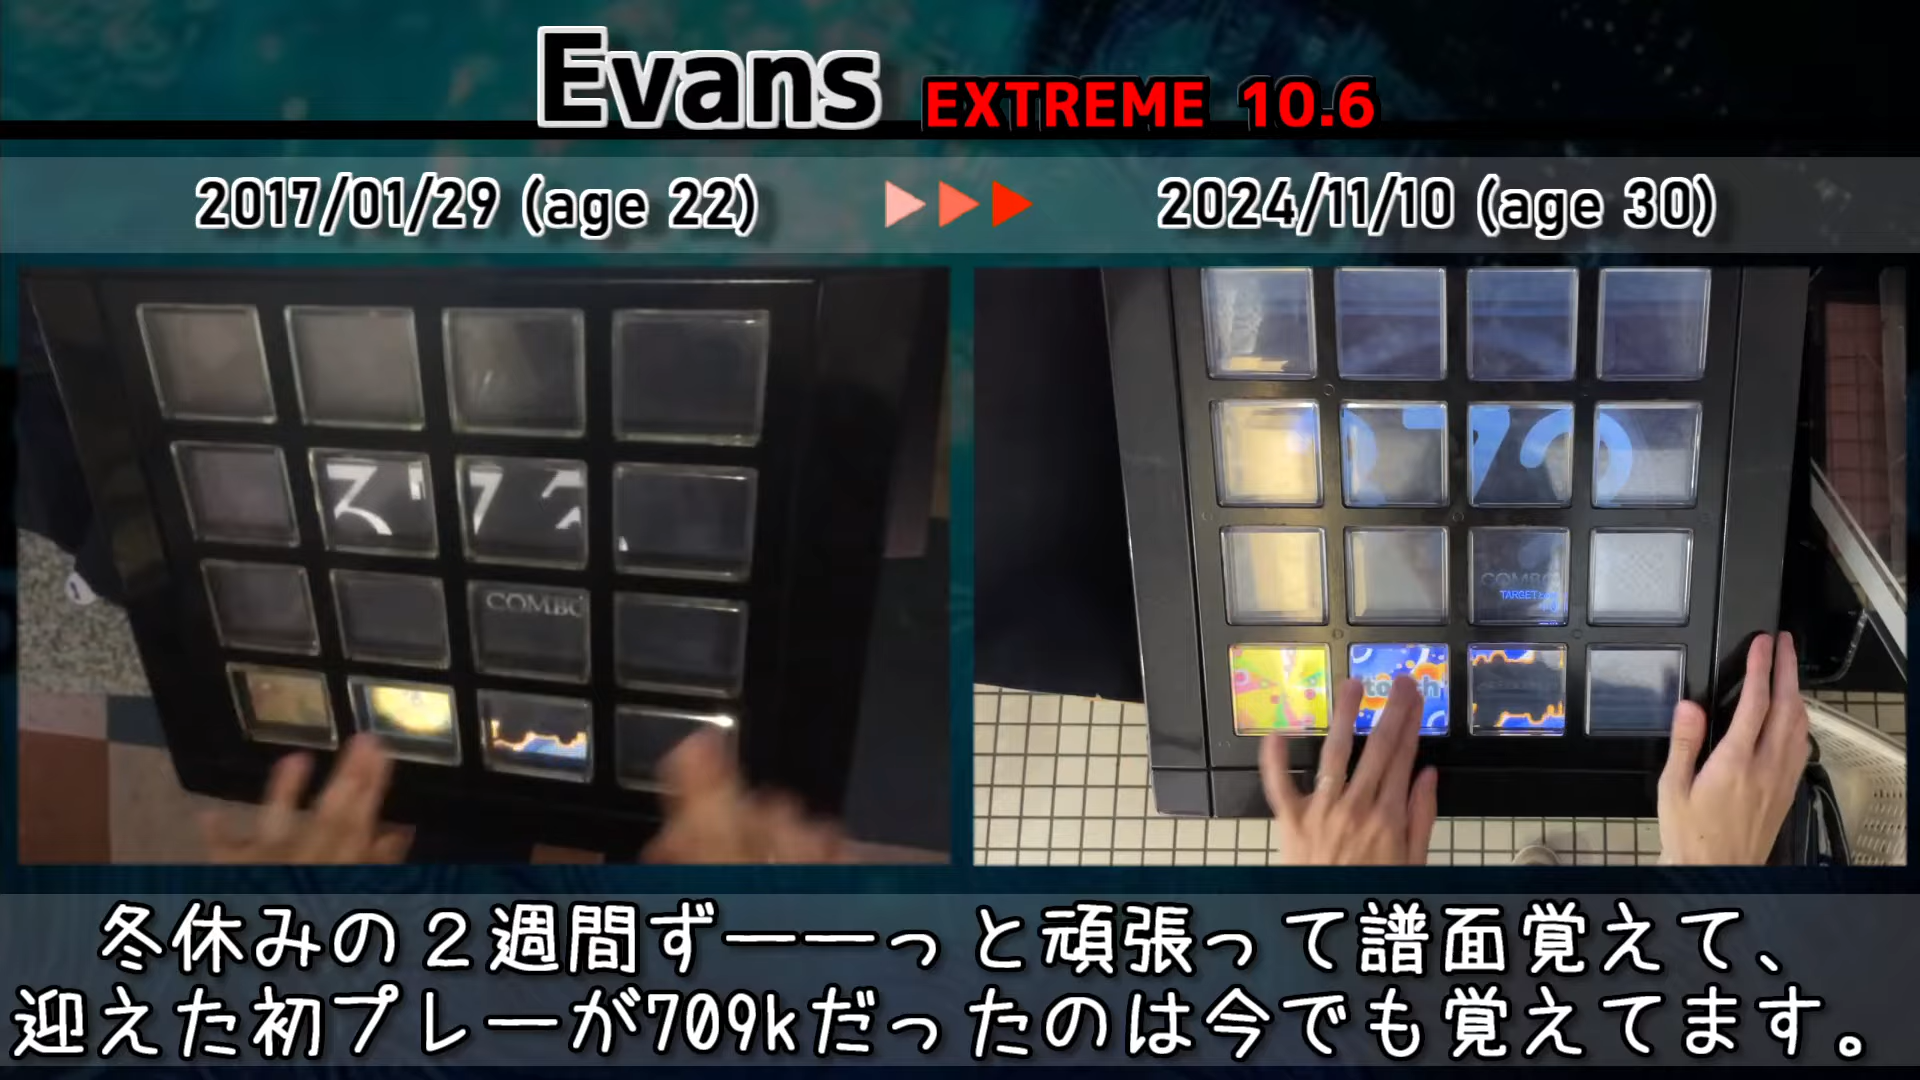 Evans EXTREME 10.6
2017/01/29 (age 22)
2024/11/10 (age 30)
372
COMBO
COMBO
TARGET
touch
冬休みの２週間ず――っと頑張って譜面覚えて、
迎えた初プレーが709kだったのは今でも覚えてます。